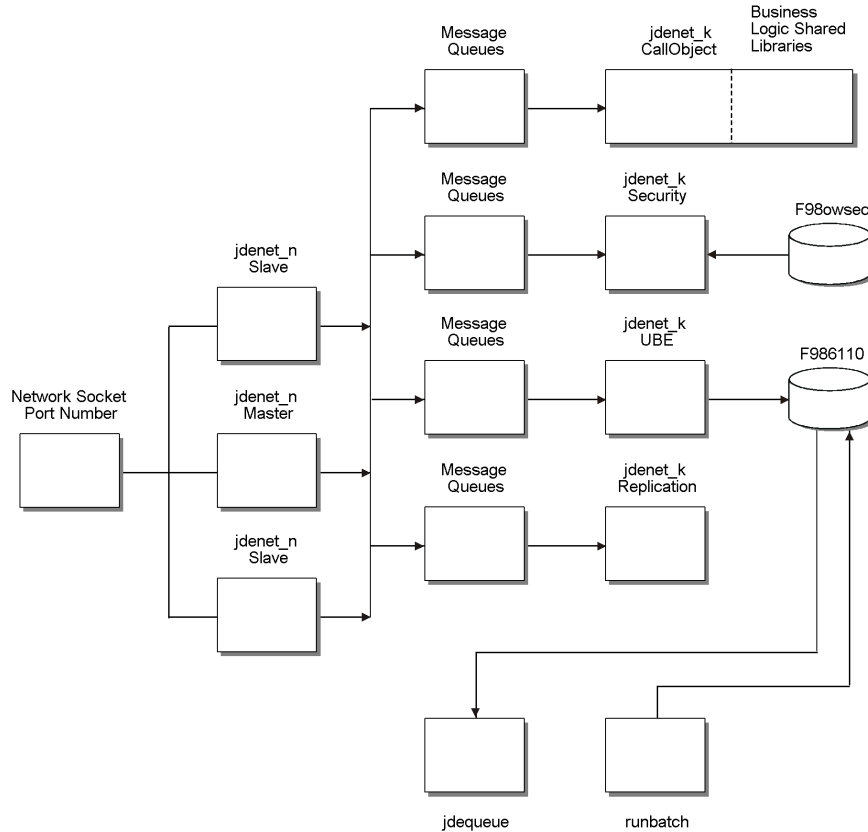 Business
Logic Shared
Libraries
Message
Queues
jdenet_k
CallObject
Message
Queues
jdenet_k
Security
F98owsec
jdenet_n
Slave
Message
Queues
jdenet_k
UBE
F986110
Network Socket
Port Number
jdenet_n
Master
Message
Queues
jdenet_k
Replication
jdenet_n
Slave
jdequeue
runbatch